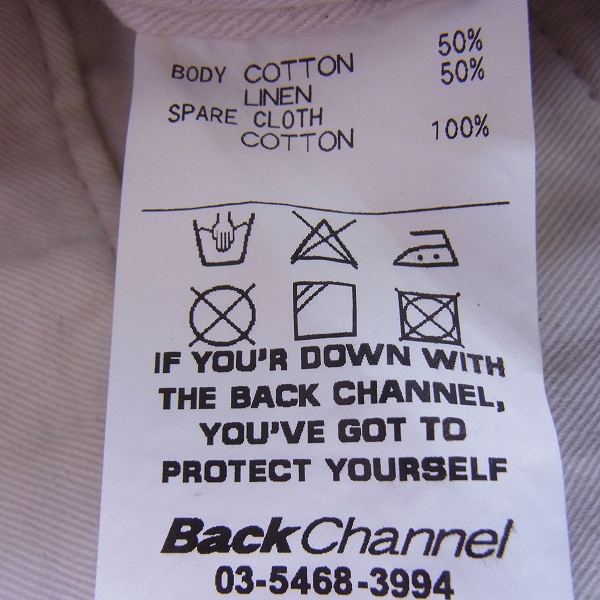 BODY COTTON 50%
LINEN 50%
SPARE CLOTH
COTTON 100%
IF YOU'R DOWN WITH
THE BACK CHANNEL,
YOU'VE GOT TO
PROTECT YOURSELF
BackChannel
03-5468-3994